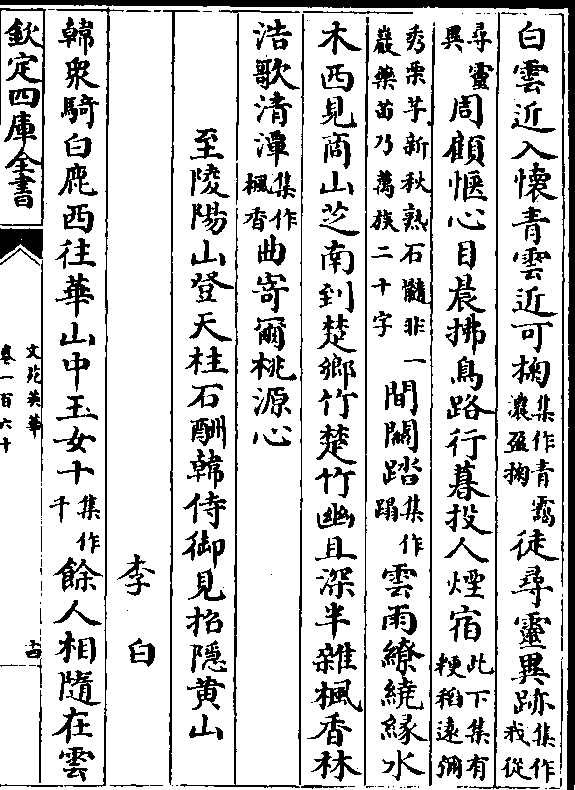 白雲近入懷青雲近可掬集作青靄濃盈掬徒尋靈異跡集作我從
尋靈異周顧愜心目晨拂鳥路行暮投人煙宿此下集有粳稻遠彌
秀栗芋新秋熟石髓非一巖藥苗乃萬族二十字間關踏集作蹋雲雨繚繞緣水
木西見商山芝南到楚鄉竹楚竹幽且深半雜楓香林
浩歌清潭集作楓香曲寄爾桃源心
至陵陽山登天柱石酬韓侍御見招隱黃山
李白
韓衆騎白鹿西往華山中玉女十集作千餘人相隨在雲
欽定四庫全書
文苑英華
卷一百六十
十四